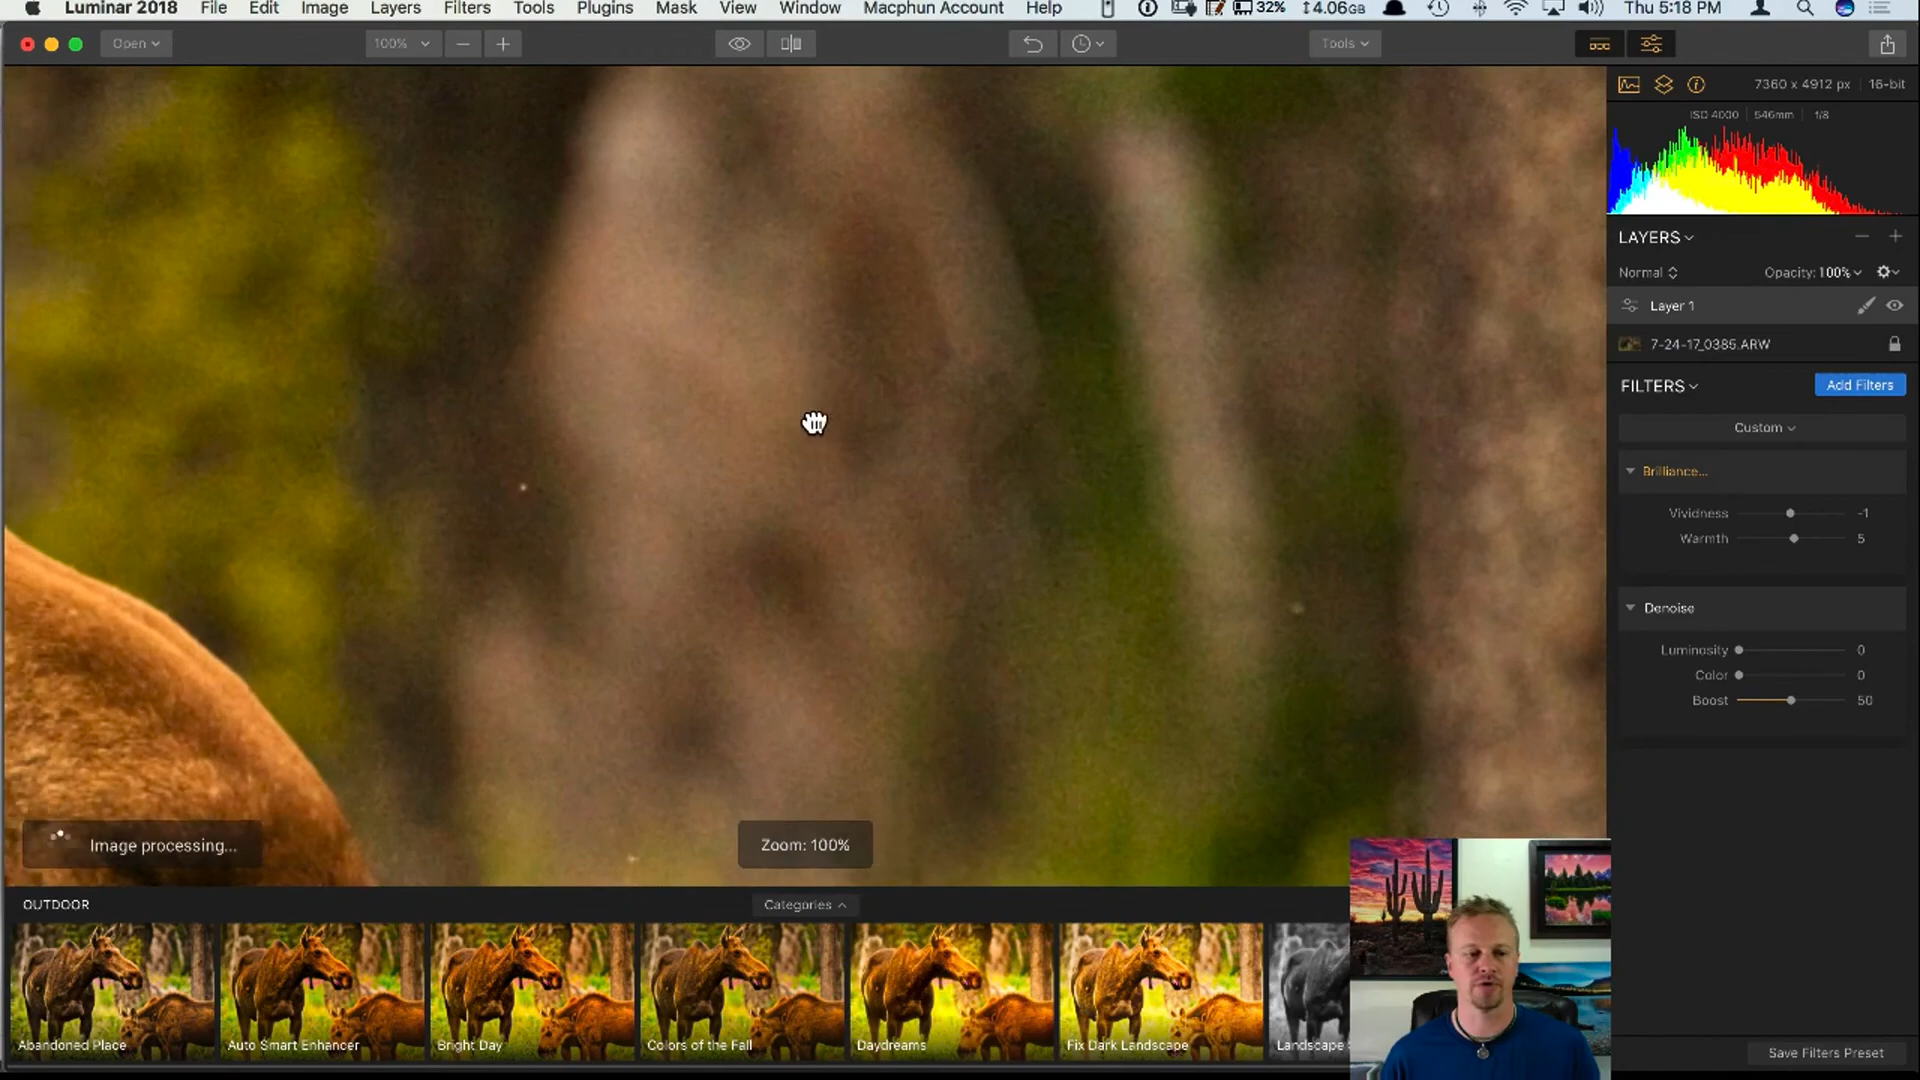 Luminar 2018 File Edit Image Layers Filters Tools Plugins Mask View Window Macphun Account Help 32% 4.06GB Thu 5:18 PM
Open 100% Tools
7360 x 4912 px 16-bit
ISO 4000 546mm f/8
LAYERS
Normal Opacity: 100%
Layer 1
7-24-17_0385.ARW
FILTERS Add Filters
Custom
Brilliance...
Vividness -1
Warmth 5
Denoise
Luminosity 0
Color 0
Boost 50
Image processing...
Zoom: 100%
OUTDOOR Categories
Abandoned Place Auto Smart Enhancer Bright Day Colors of the Fall Daydreams Fix Dark Landscape Landscape
Save Filters Preset